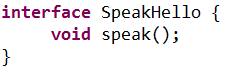 interface SpeakHello {
    void speak();
}